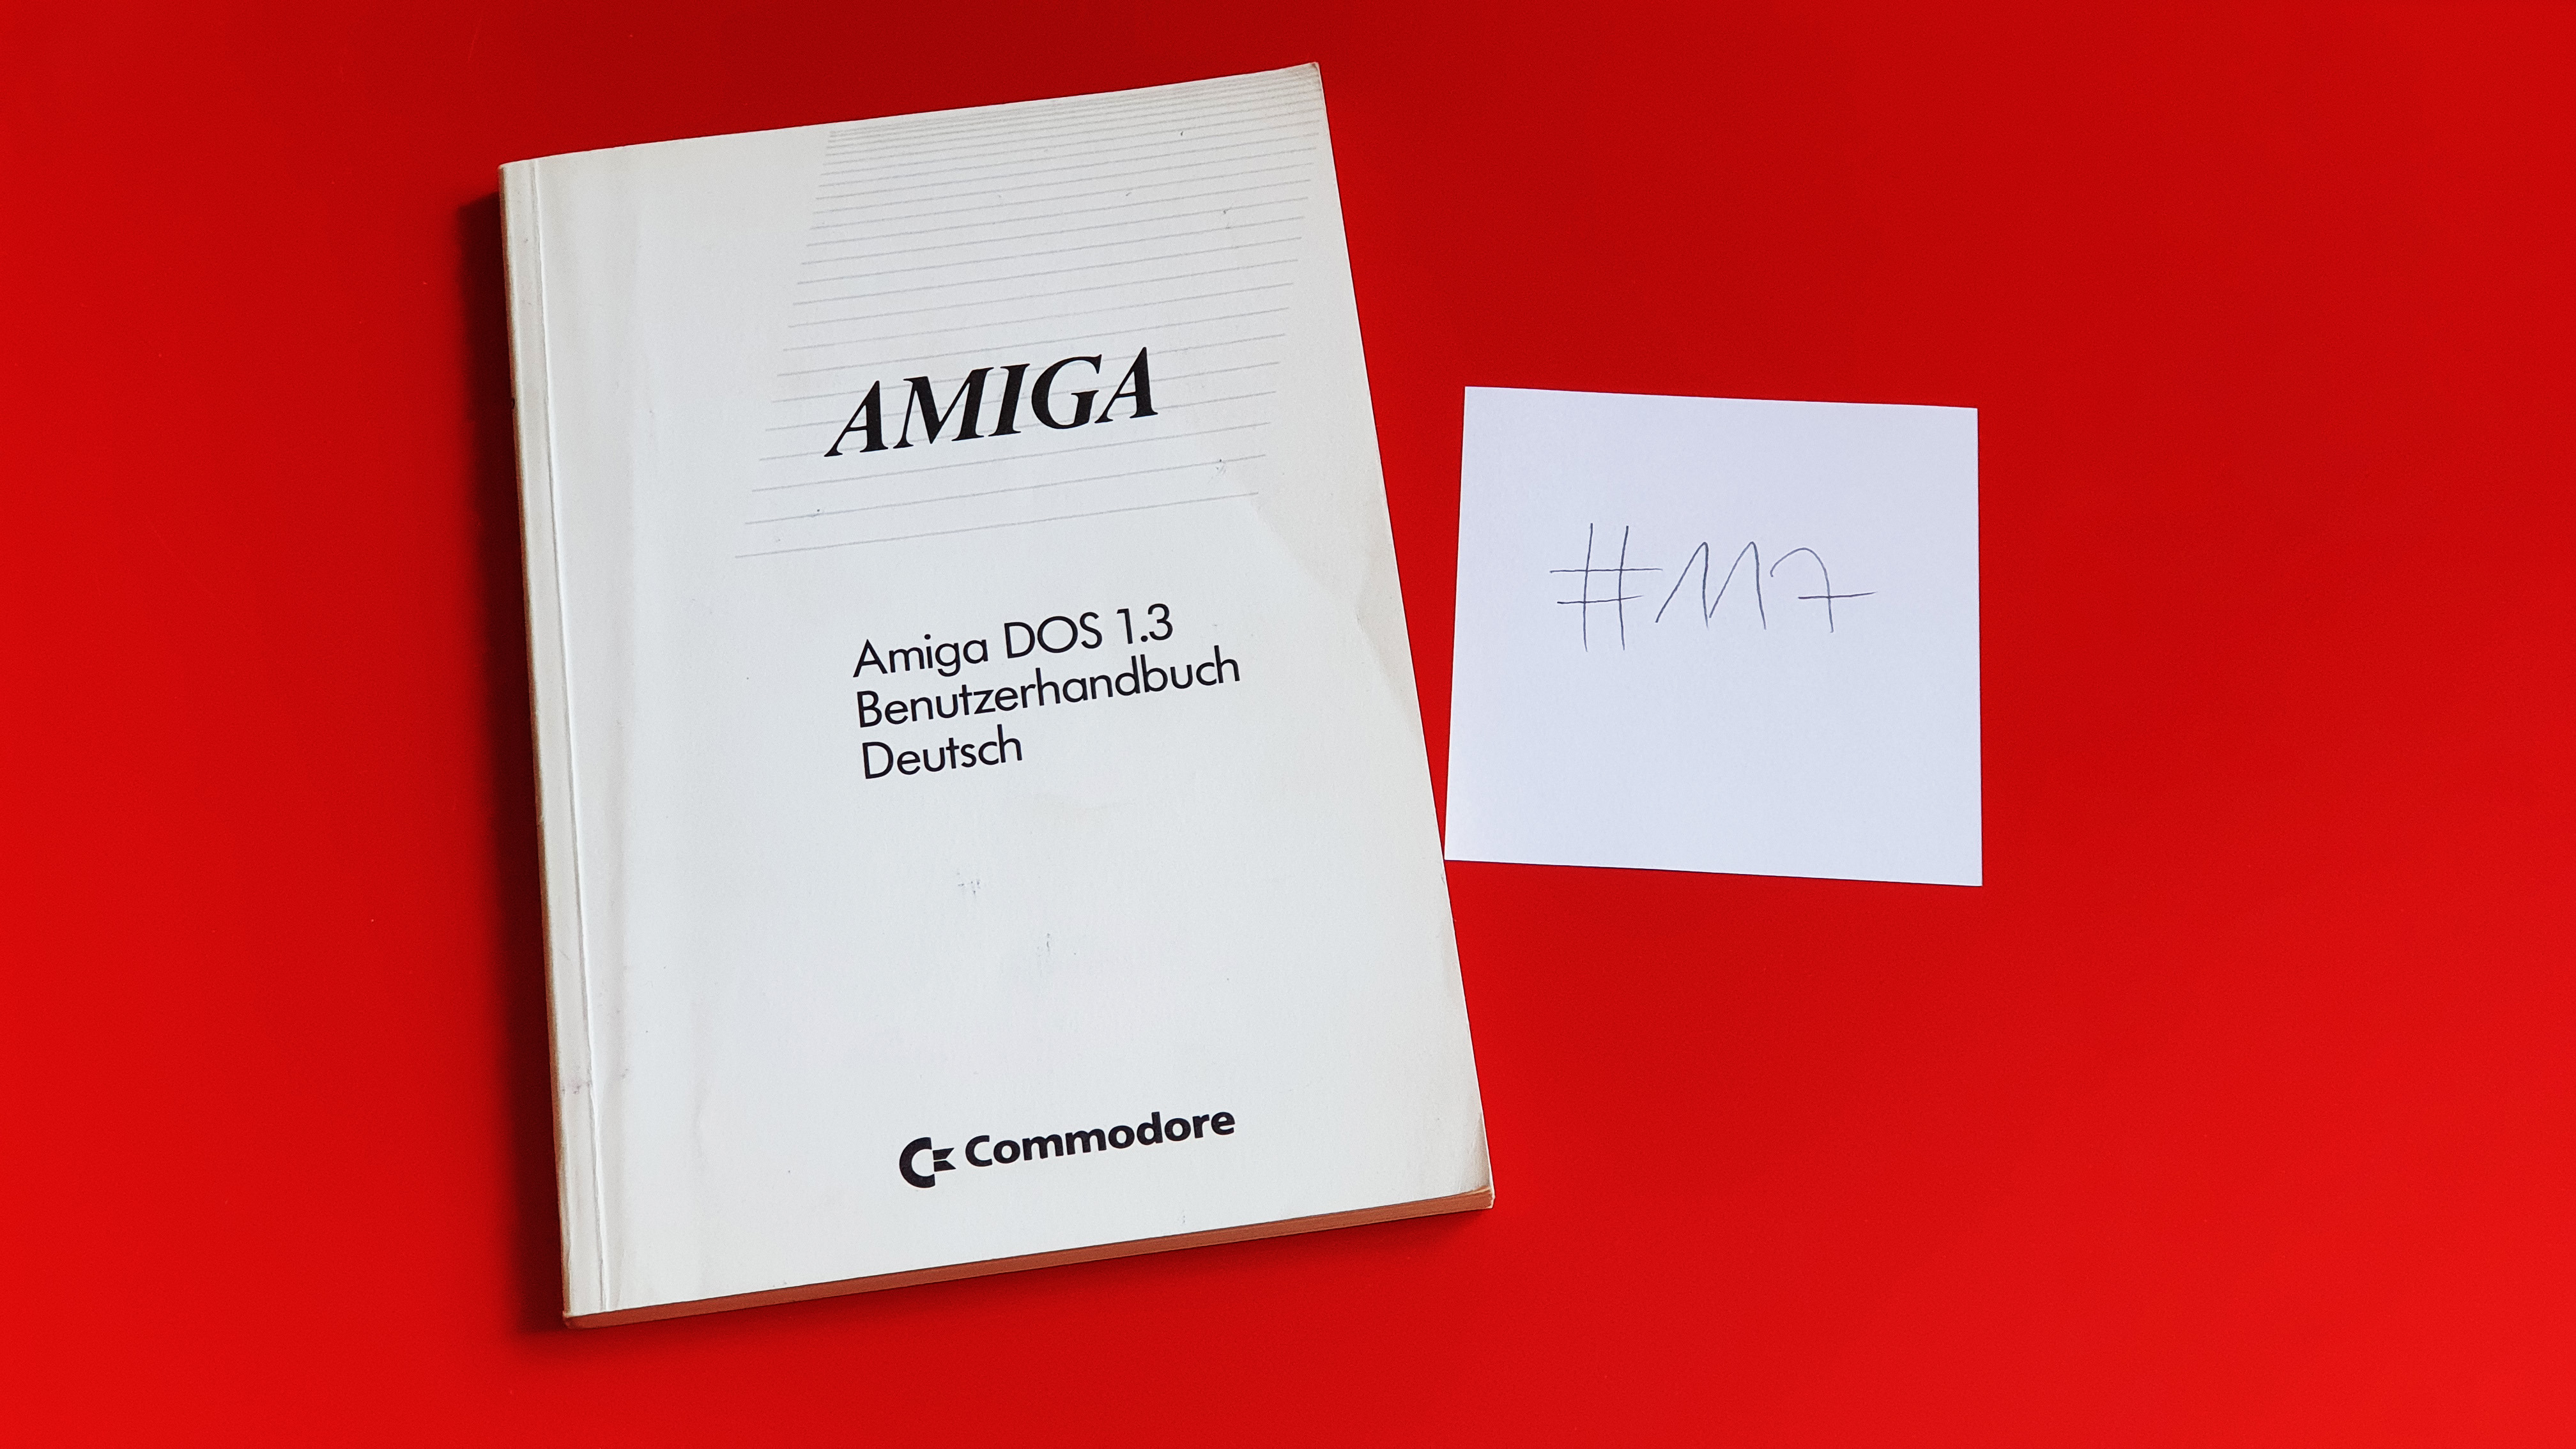 AMIGA
Amiga DOS 1.3
Benutzerhandbuch
Deutsch
Commodore
#117